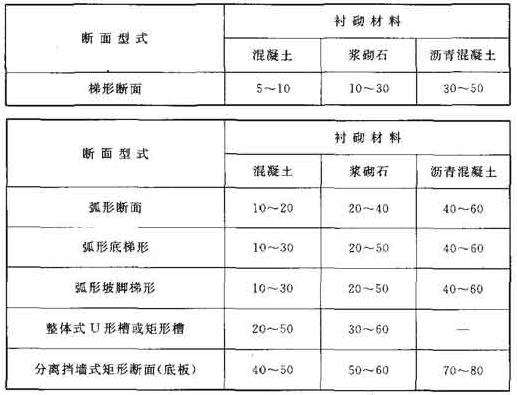 断面型式 衬砌材料
混凝土 浆砌石 沥青混凝土
梯形断面 5～10 10～30 30～50
断面型式 衬砌材料
混凝土 浆砌石 沥青混凝土
弧形断面 10～20 20～40 40～60
弧形底梯形 10～30 20～50 40～60
弧形坡脚梯形 10～30 20～50 40～60
整体式U形槽或矩形槽 20～50 30～60 —
分离挡墙式矩形断面(底板) 40～50 50～60 70～80